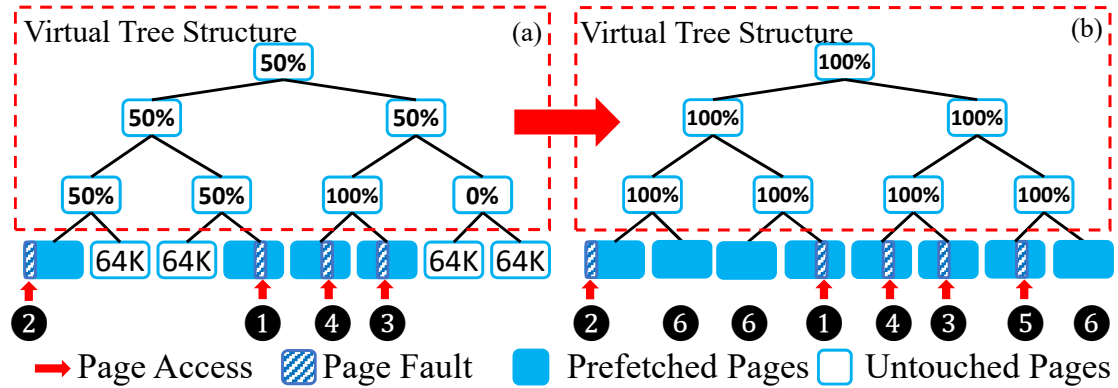 Virtual Tree Structure (a)
50%
50% 50%
50% 50% 100% 0%
64K 64K 64K 64K
2 1 4 3
Virtual Tree Structure (b)
100%
100% 100%
100% 100% 100% 100%
2 6 6 1 4 3 5 6
Page Access Page Fault Prefetched Pages Untouched Pages